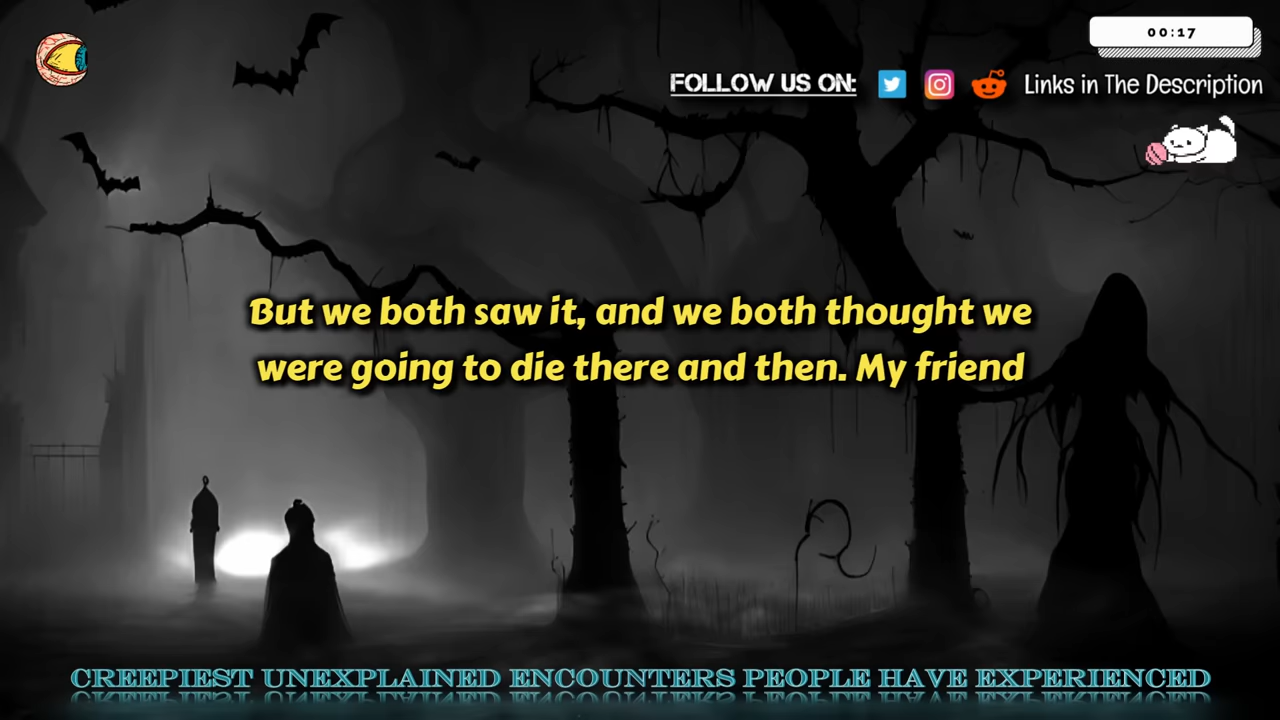 00:17
FOLLOW US ON: Links in The Description
But we both saw it, and we both thought we
were going to die there and then. My friend
CREEPIEST UNEXPLAINED ENCOUNTERS PEOPLE HAVE EXPERIENCED